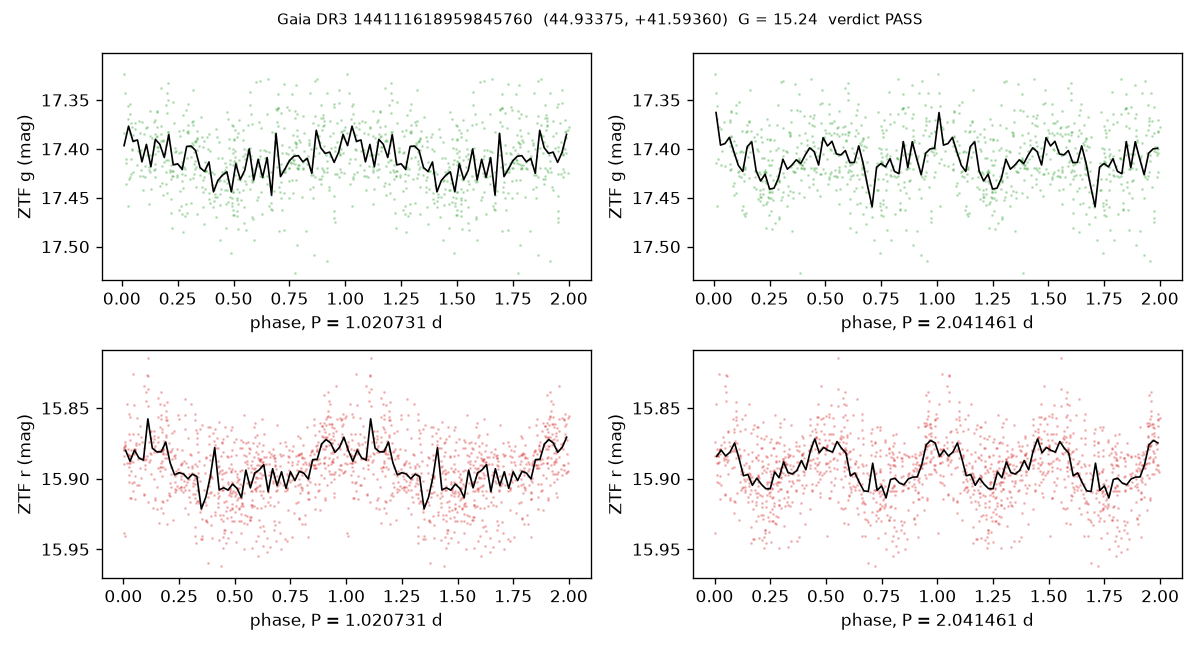 Gaia DR3 144111618959845760  (44.93375, +41.59360)  G = 15.24  verdict PASS
ZTF g (mag)
17.35
17.40
17.45
17.50
0.00 0.25 0.50 0.75 1.00 1.25 1.50 1.75 2.00
phase, P = 1.020731 d
ZTF g (mag)
17.35
17.40
17.45
17.50
0.00 0.25 0.50 0.75 1.00 1.25 1.50 1.75 2.00
phase, P = 2.041461 d
ZTF r (mag)
15.85
15.90
15.95
0.00 0.25 0.50 0.75 1.00 1.25 1.50 1.75 2.00
phase, P = 1.020731 d
ZTF r (mag)
15.85
15.90
15.95
0.00 0.25 0.50 0.75 1.00 1.25 1.50 1.75 2.00
phase, P = 2.041461 d